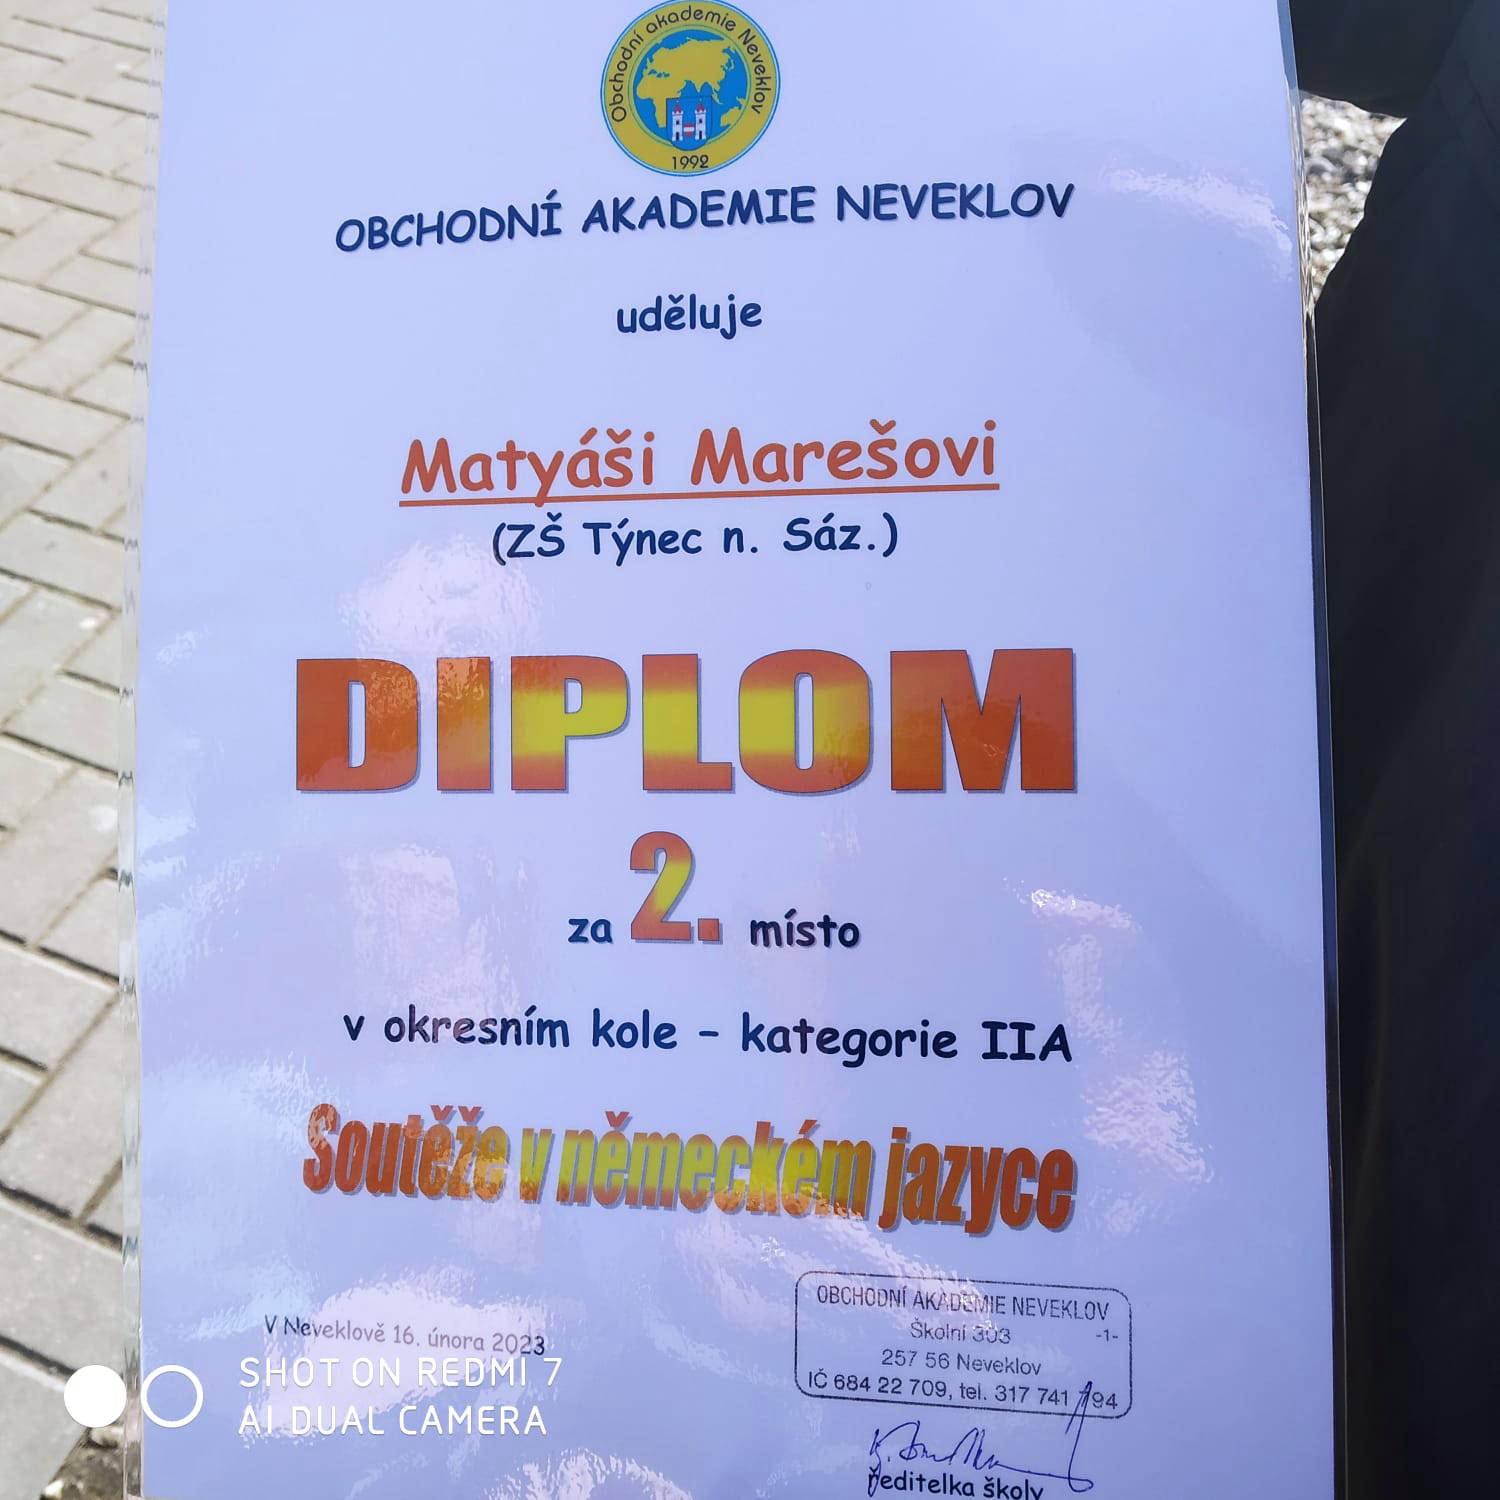 Obchodní akademie Neveklov
1992
OBCHODNÍ AKADEMIE NEVEKLOV
uděluje
Matyáši Marešovi
(ZŠ Týnec n. Sáz.)
DIPLOM
za 2. místo
v okresním kole – kategorie IIA
Soutěže v německém jazyce
V Neveklově 16. února 2023
OBCHODNÍ AKADEMIE NEVEKLOV
Školní 303 -1-
257 56 Neveklov
IČ 684 22 709, tel. 317 741 794
ředitelka školy
SHOT ON REDMI 7
AI DUAL CAMERA